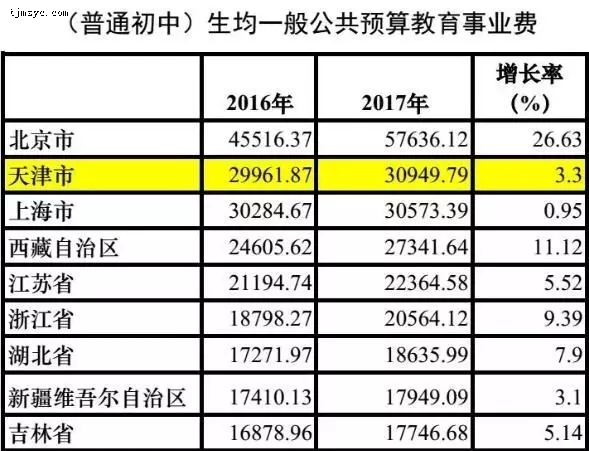 tjmsyc.com
（普通初中）生均一般公共预算教育事业费
2016年 2017年 增长率
(%)
北京市 45516.37 57636.12 26.63
天津市 29961.87 30949.79 3.3
上海市 30284.67 30573.39 0.95
西藏自治区 24605.62 27341.64 11.12
江苏省 21194.74 22364.58 5.52
浙江省 18798.27 20564.12 9.39
湖北省 17271.97 18635.99 7.9
新疆维吾尔自治区 17410.13 17949.09 3.1
吉林省 16878.96 17746.68 5.14